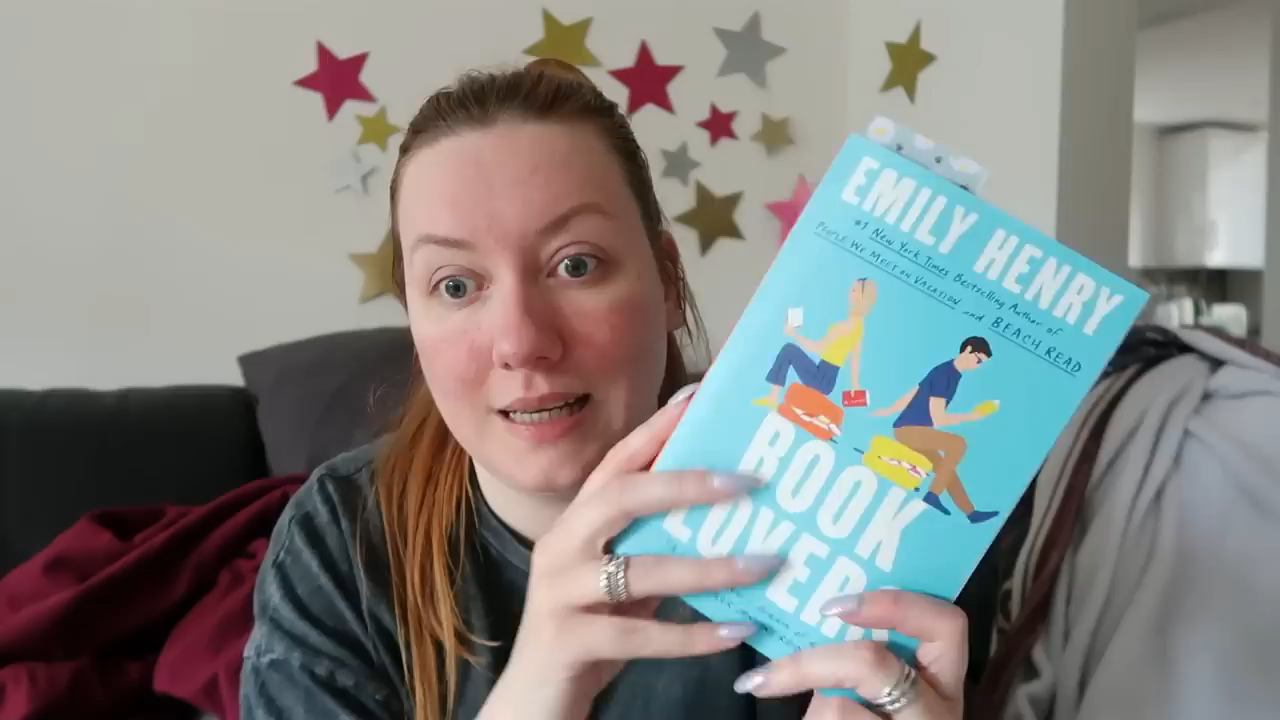 EMILY HENRY
#1 New York Times Bestselling Author of
PEOPLE WE MEET ON VACATION and BEACH READ
BOOK
LOVERS